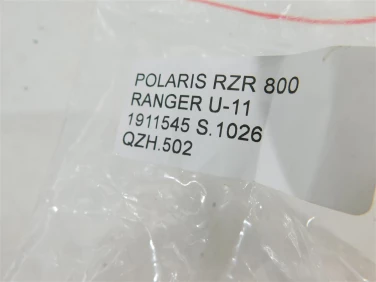 POLARIS RZR 800
RANGER U-11
1911545 S.1026
QZH.502